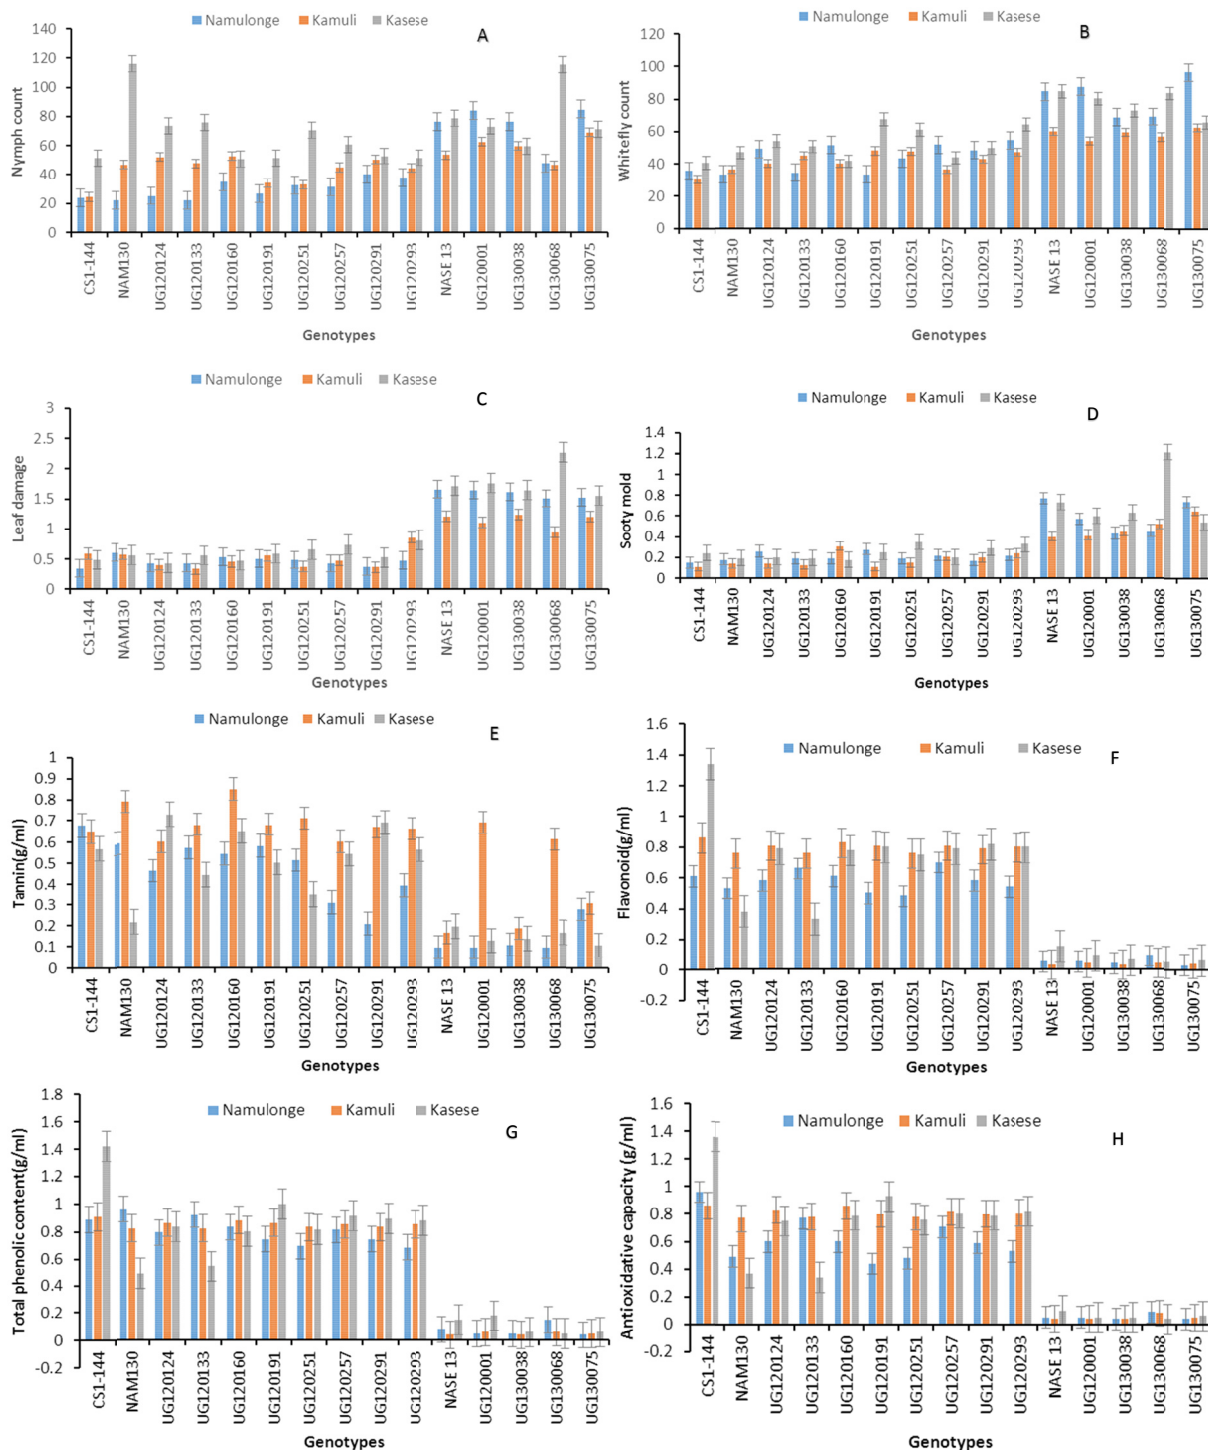 Namulonge Kamuli Kasese
A
Nymph count
140
120
100
80
60
40
20
0
CS1-144
NAM130
UG120124
UG120133
UG120160
UG120191
UG120251
UG120257
UG120291
UG120293
NASE 13
UG120001
UG130038
UG130068
UG130075
Genotypes
Namulonge Kamuli Kasese
B
Whitefly count
120
100
80
60
40
20
0
CS1-144
NAM130
UG120124
UG120133
UG120160
UG120191
UG120251
UG120257
UG120291
UG120293
NASE 13
UG120001
UG130038
UG130068
UG130075
Genotypes
Namulonge Kamuli Kasese
C
Leaf damage
3
2.5
2
1.5
1
0.5
0
CS1-144
NAM130
UG120124
UG120133
UG120160
UG120191
UG120251
UG120257
UG120291
UG120293
NASE 13
UG120001
UG130038
UG130068
UG130075
Genotypes
Namulonge Kamuli Kasese
D
Sooty mold
1.4
1.2
1
0.8
0.6
0.4
0.2
0
CS1-144
NAM130
UG120124
UG120133
UG120160
UG120191
UG120251
UG120257
UG120291
UG120293
NASE 13
UG120001
UG130038
UG130068
UG130075
Genotypes
Namulonge Kamuli Kasese
E
Tannin(g/ml)
1
0.9
0.8
0.7
0.6
0.5
0.4
0.3
0.2
0.1
0
CS1-144
NAM130
UG120124
UG120133
UG120160
UG120191
UG120251
UG120257
UG120291
UG120293
NASE 13
UG120001
UG130038
UG130068
UG130075
Genotypes
Namulonge Kamuli Kasese
F
Flavonoid(g/ml)
1.6
1.4
1.2
1
0.8
0.6
0.4
0.2
0
-0.2
CS1-144
NAM130
UG120124
UG120133
UG120160
UG120191
UG120251
UG120257
UG120291
UG120293
NASE 13
UG120001
UG130038
UG130068
UG130075
Genotypes
Namulonge Kamuli Kasese
G
Total phenolic content(g/ml)
1.8
1.6
1.4
1.2
1
0.8
0.6
0.4
0.2
0
-0.2
CS1-144
NAM130
UG120124
UG120133
UG120160
UG120191
UG120251
UG120257
UG120291
UG120293
NASE 13
UG120001
UG130038
UG130068
UG130075
Genotypes
Namulonge Kamuli Kasese
H
Antioxidative capacity (g/ml)
1.6
1.4
1.2
1
0.8
0.6
0.4
0.2
0
-0.2
CS1-144
NAM130
UG120124
UG120133
UG120160
UG120191
UG120251
UG120257
UG120291
UG120293
NASE 13
UG120001
UG130038
UG130068
UG130075
Genotypes